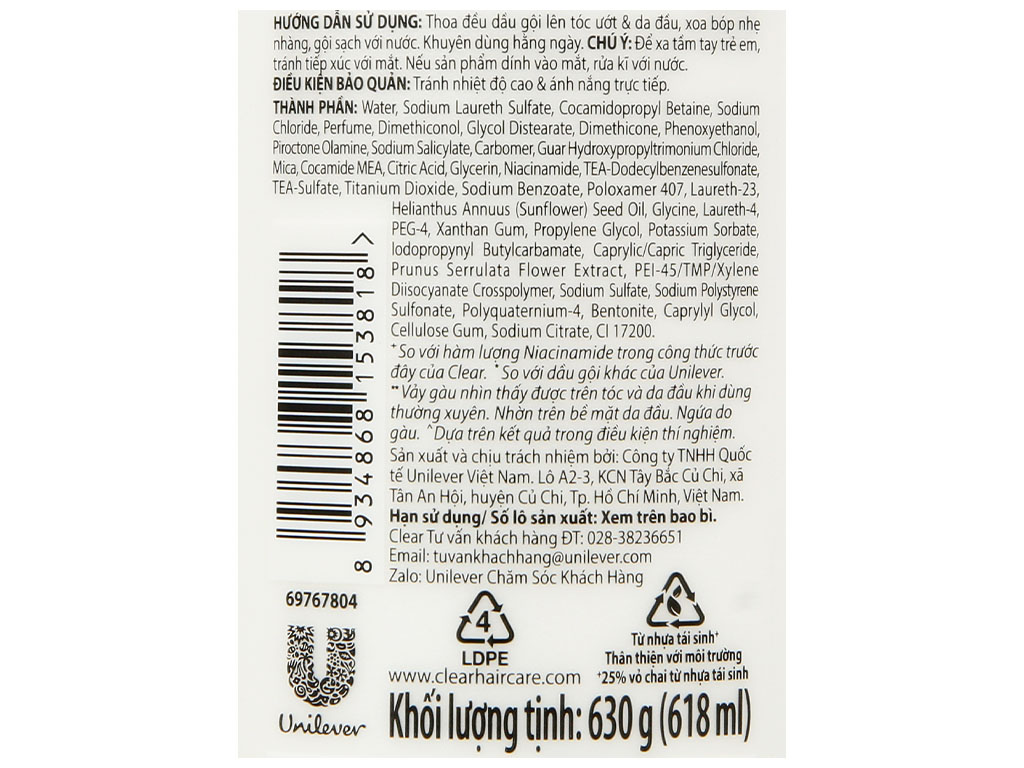 HƯỚNG DẪN SỬ DỤNG: Thoa đều dầu gội lên tóc ướt & da đầu, xoa bóp nhẹ
nhàng, gội sạch với nước. Khuyên dùng hằng ngày. CHÚ Ý: Để xa tầm tay trẻ em,
tránh tiếp xúc với mắt. Nếu sản phẩm dính vào mắt, rửa kĩ với nước.
ĐIỀU KIỆN BẢO QUẢN: Tránh nhiệt độ cao & ánh nắng trực tiếp.
THÀNH PHẦN: Water, Sodium Laureth Sulfate, Cocamidopropyl Betaine, Sodium
Chloride, Perfume, Dimethiconol, Glycol Distearate, Dimethicone, Phenoxyethanol,
Piroctone Olamine, Sodium Salicylate, Carbomer, Guar Hydroxypropyltrimonium Chloride,
Mica, Cocamide MEA, Citric Acid, Glycerin, Niacinamide, TEA-Dodecylbenzenesulfonate,
TEA-Sulfate, Titanium Dioxide, Sodium Benzoate, Poloxamer 407, Laureth-23,
Helianthus Annuus (Sunflower) Seed Oil, Glycine, Laureth-4,
PEG-4, Xanthan Gum, Propylene Glycol, Potassium Sorbate,
Iodopropynyl Butylcarbamate, Caprylic/Capric Triglyceride,
Prunus Serrulata Flower Extract, PEI-45/TMP/Xylene
Diisocyanate Crosspolymer, Sodium Sulfate, Sodium Polystyrene
Sulfonate, Polyquaternium-4, Bentonite, Caprylyl Glycol,
Cellulose Gum, Sodium Citrate, CI 17200.
⁺So với hàm lượng Niacinamide trong công thức trước
đây của Clear. *So với dầu gội khác của Unilever.
**Vảy gàu nhìn thấy được trên tóc và da đầu khi dùng
thường xuyên. Nhờn trên bề mặt da đầu. Ngứa do
gàu. ^Dựa trên kết quả trong điều kiện thí nghiệm.
Sản xuất và chịu trách nhiệm bởi: Công ty TNHH Quốc
tế Unilever Việt Nam. Lô A2-3, KCN Tây Bắc Củ Chi, xã
Tân An Hội, huyện Củ Chi, Tp. Hồ Chí Minh, Việt Nam.
Hạn sử dụng/ Số lô sản xuất: Xem trên bao bì.
Clear Tư vấn khách hàng ĐT: 028-38236651
Email: tuvankhachhang@unilever.com
Zalo: Unilever Chăm Sóc Khách Hàng
8 934868 153818 >
69767804
Unilever
4
LDPE
www.clearhaircare.com
Từ nhựa tái sinh⁺
Thân thiện với môi trường
⁺25% vỏ chai từ nhựa tái sinh
Khối lượng tịnh: 630 g (618 ml)